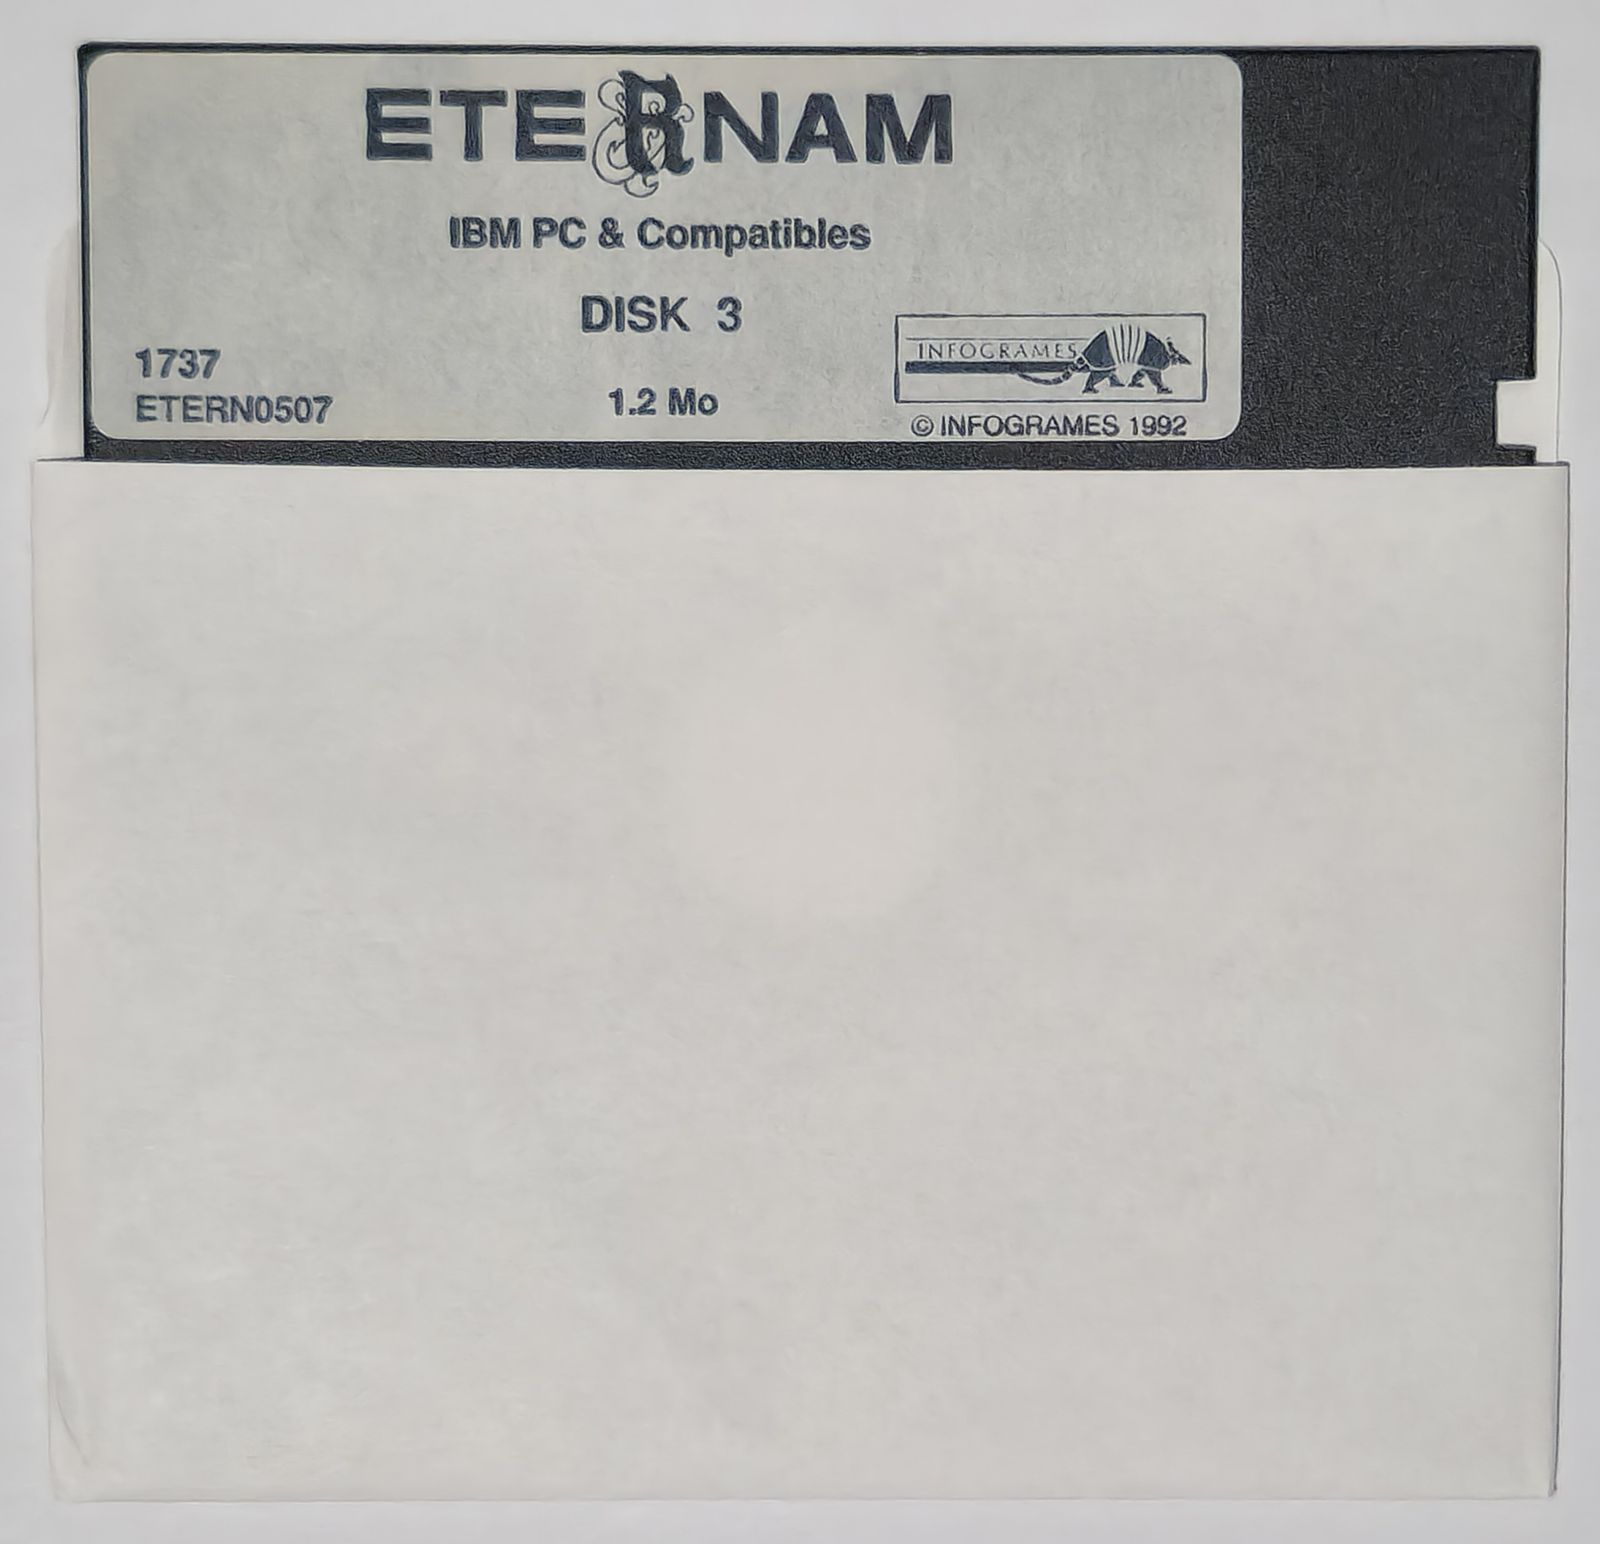 ETERNAM
IBM PC & Compatibles
DISK 3
1737
ETERN0507
1.2 Mo
INFOGRAMES
© INFOGRAMES 1992